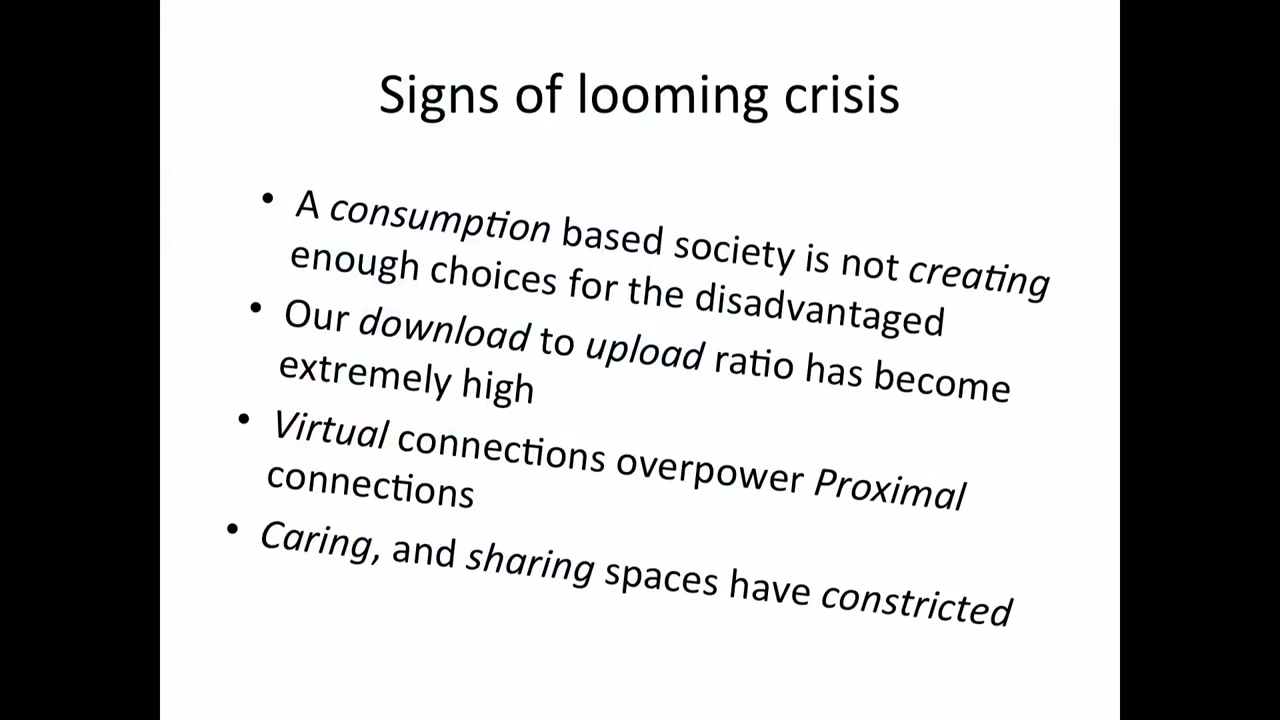 Signs of looming crisis
• A consumption based society is not creating
enough choices for the disadvantaged
• Our download to upload ratio has become
extremely high
• Virtual connections overpower Proximal
connections
• Caring, and sharing spaces have constricted